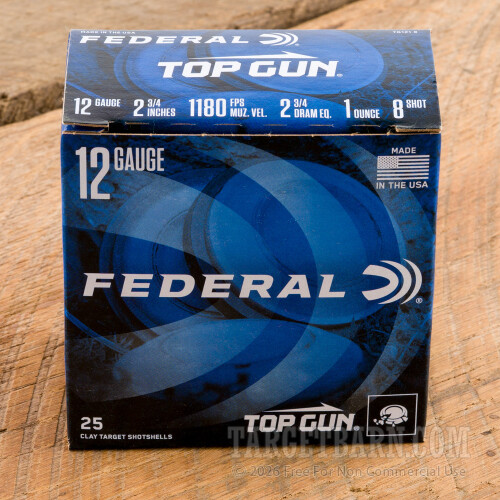 MADE IN THE USA
FEDERAL
TOP GUN®
12 GAUGE 2 3/4 INCHES 1180 FPS MUZ. VEL. 2 3/4 DRAM EQ. 1 OUNCE 8 SHOT
12 GAUGE
MADE
IN THE USA
FEDERAL®
25
CLAY TARGET SHOTSHELLS
TOP GUN®
TARGETBARN.COM
© 2026 Free For Non Commercial Use